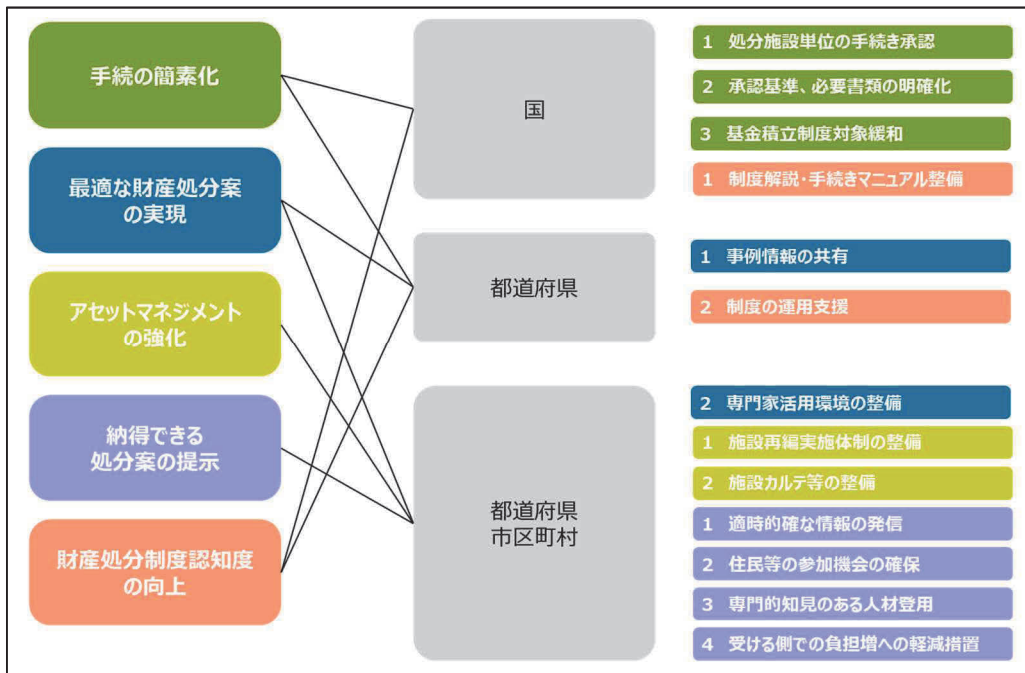 手続の簡素化
最適な財産処分案
の実現
アセットマネジメント
の強化
納得できる
処分案の提示
財産処分制度認知度
の向上
国
都道府県
都道府県
市区町村
1 処分施設単位の手続き承認
2 承認基準、必要書類の明確化
3 基金積立制度対象緩和
1 制度解説・手続きマニュアル整備
1 事例情報の共有
2 制度の運用支援
2 専門家活用環境の整備
1 施設再編実施体制の整備
2 施設カルテ等の整備
1 適時的確な情報の発信
2 住民等の参加機会の確保
3 専門的知見のある人材登用
4 受ける側での負担増への軽減措置